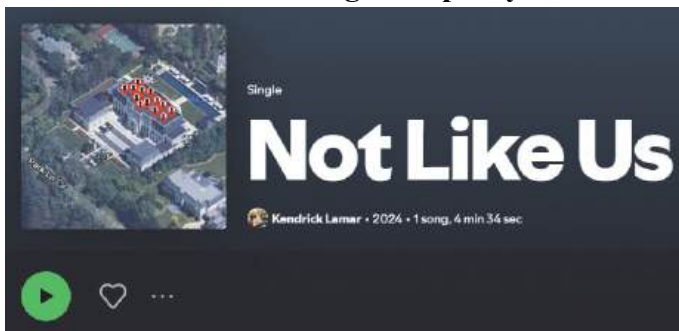 Single
Not Like Us
Kendrick Lamar • 2024 • 1 song, 4 min 34 sec